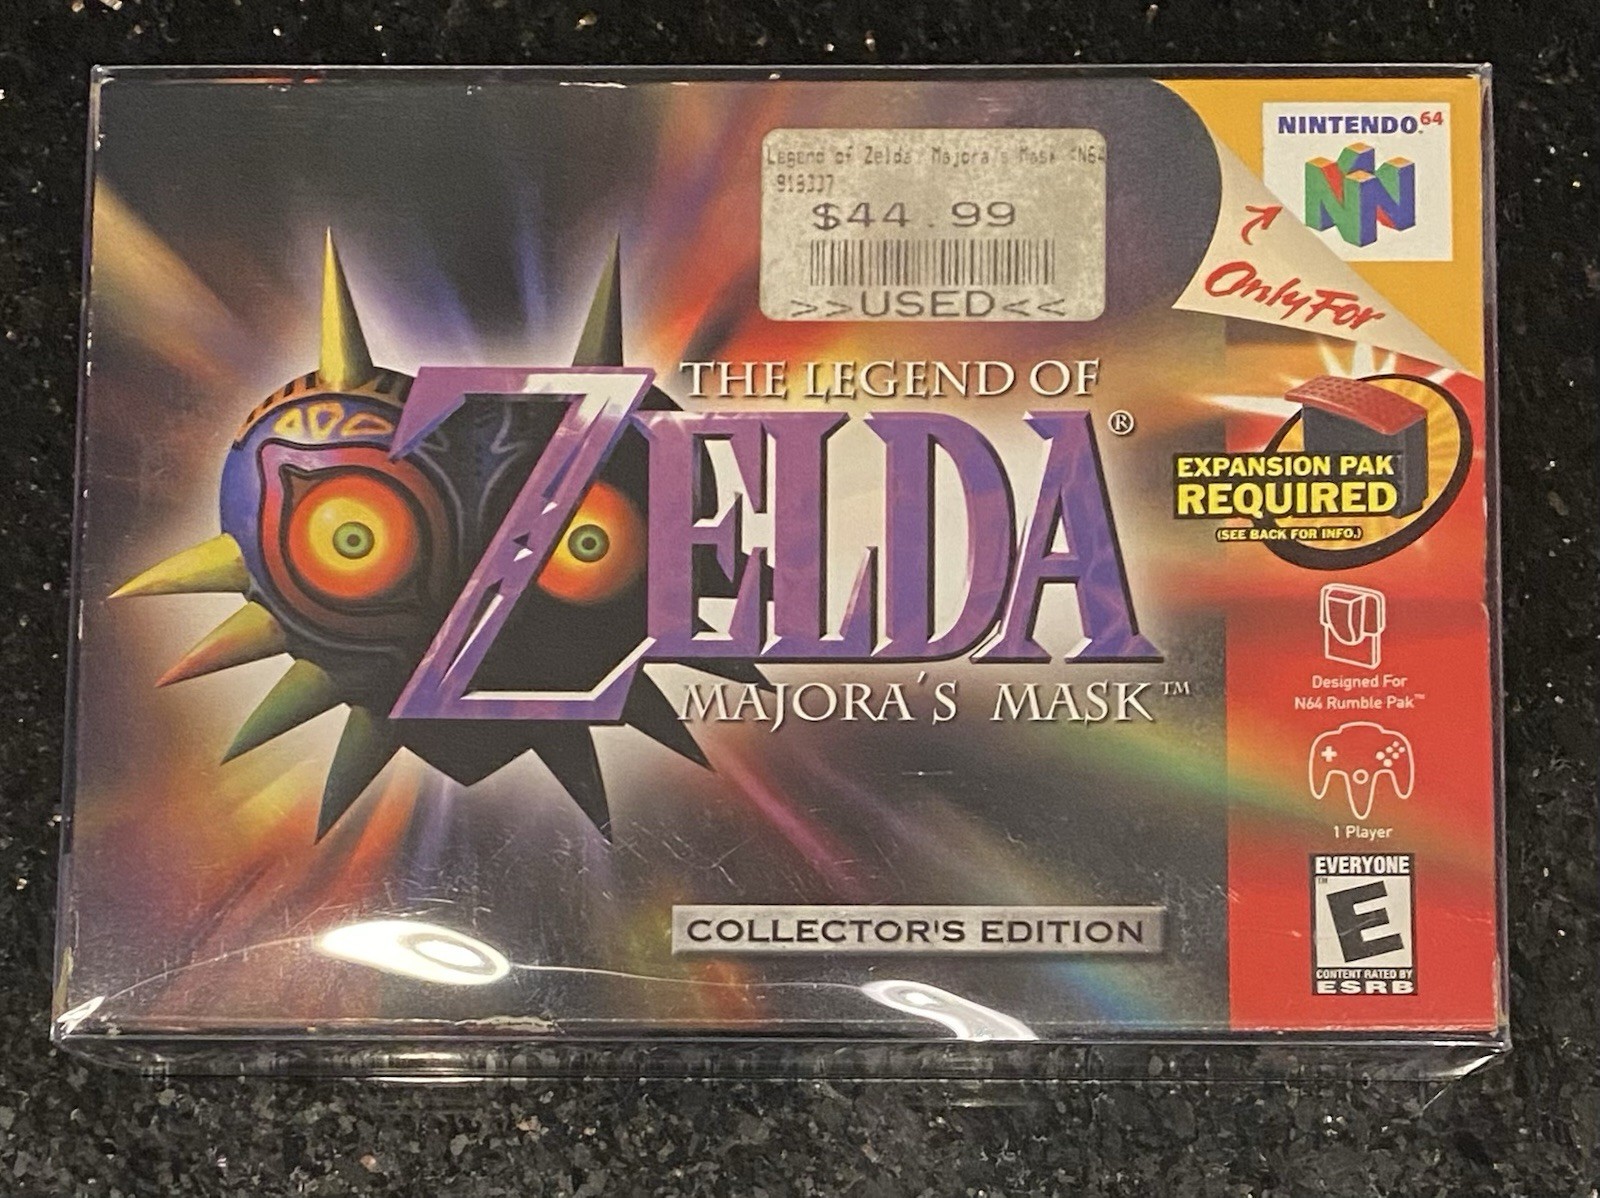 Legend of Zelda: Majora's Mask <N64
$44.99
>>USED<<
NINTENDO 64
Only For
THE LEGEND OF
ZELDA®
MAJORA'S MASK™
EXPANSION PAK
REQUIRED
(SEE BACK FOR INFO.)
Designed For
N64 Rumble Pak™
1 Player
COLLECTOR'S EDITION
EVERYONE
E
CONTENT RATED BY
ESRB